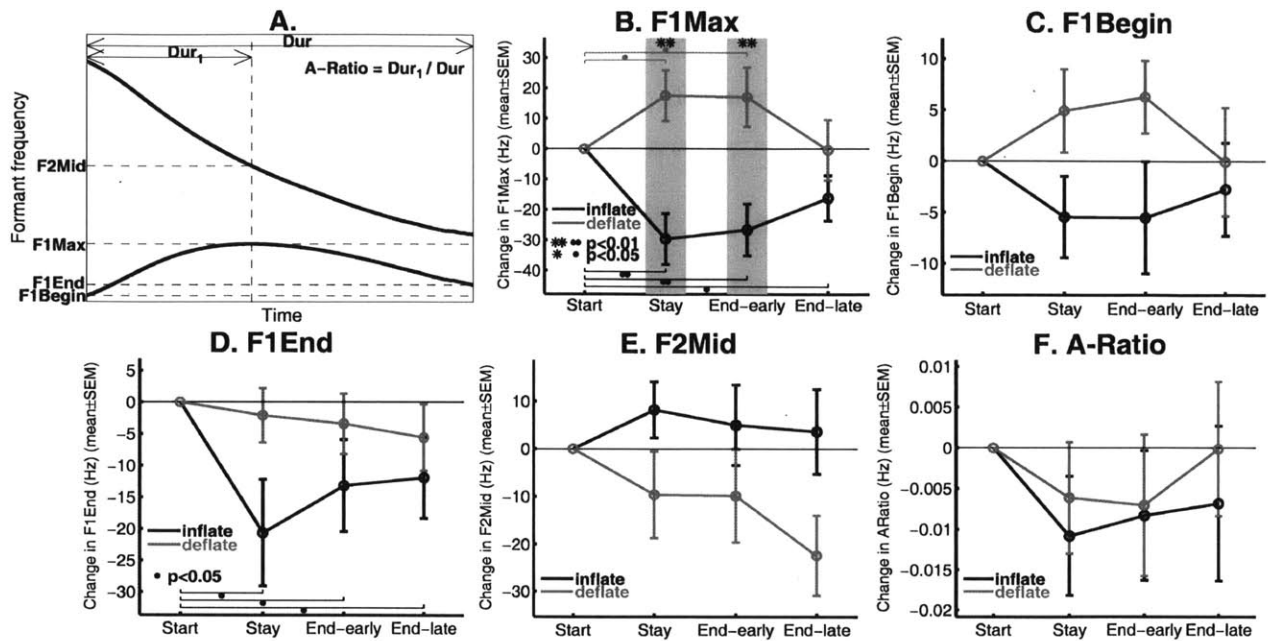 A.
Dur
Dur1
A-Ratio = Dur1 / Dur
Formant frequency
F2Mid
F1Max
F1End
F1Begin
Time
B. F1Max
Change in F1Max (Hz) (mean±SEM)
30
20
10
0
−10
−20
−30
−40
** **
*
inflate
deflate
** •• p<0.01
* • p<0.05
••
••
•
Start Stay End-early End-late
C. F1Begin
Change in F1Begin (Hz) (mean±SEM)
10
5
0
−5
−10
inflate
deflate
Start Stay End-early End-late
D. F1End
Change in F1End (Hz) (mean±SEM)
5
0
−5
−10
−15
−20
−25
−30
inflate
deflate
• p<0.05
•
•
•
Start Stay End-early End-late
E. F2Mid
Change in F2Mid (Hz) (mean±SEM)
10
0
−10
−20
−30
inflate
deflate
Start Stay End-early End-late
F. A-Ratio
Change in ARatio (Hz) (mean±SEM)
0.01
0.005
0
−0.005
−0.01
−0.015
−0.02
inflate
deflate
Start Stay End-early End-late